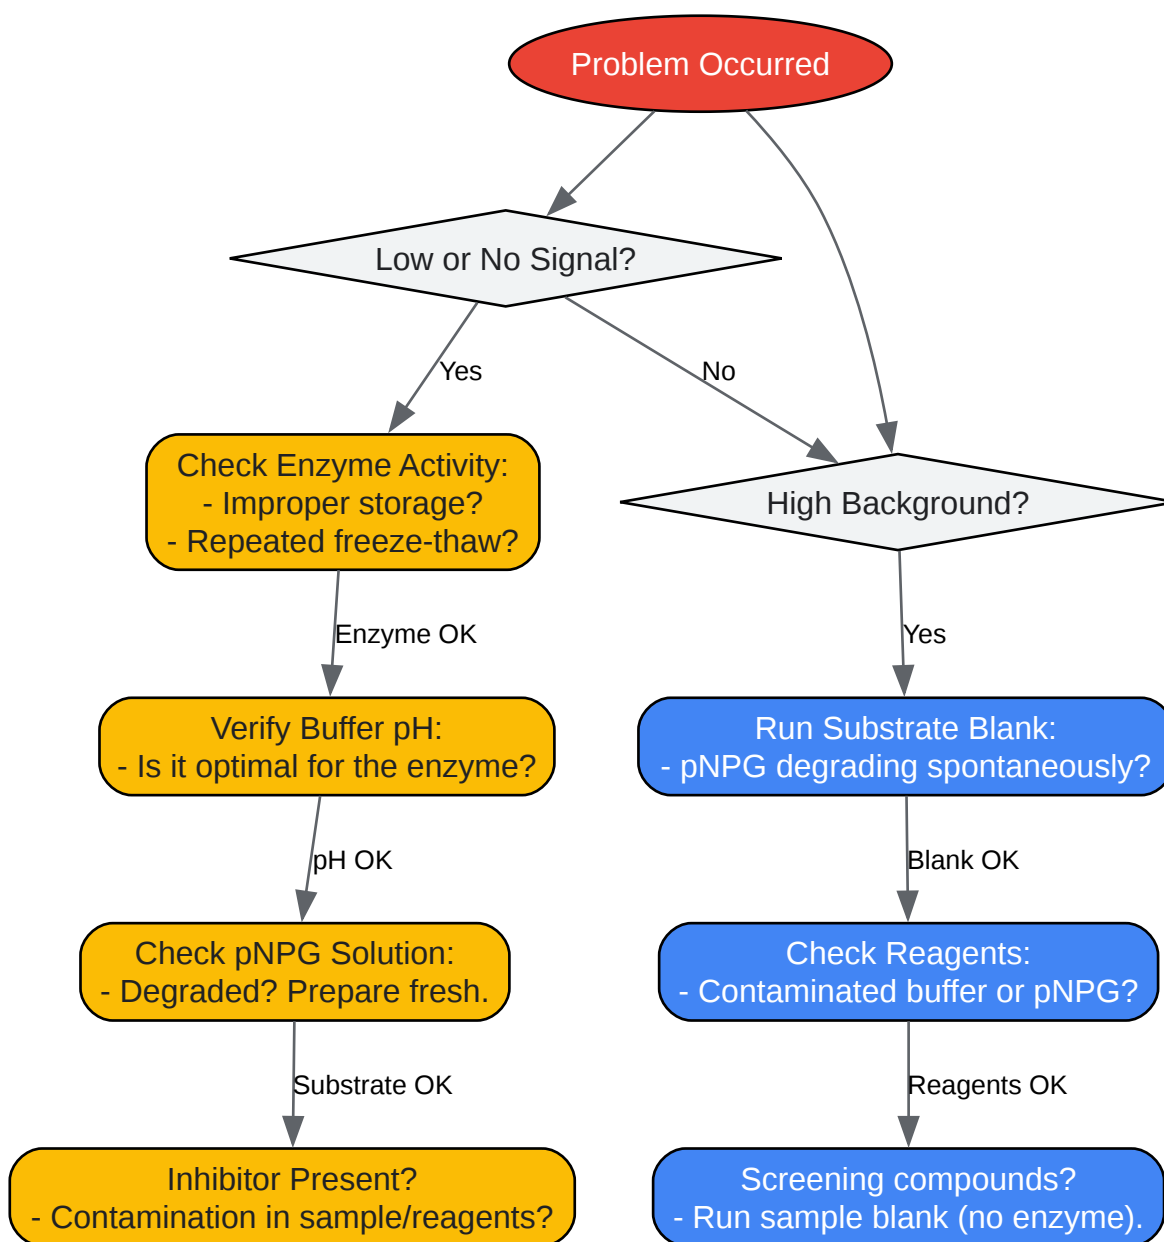 Problem Occurred
Low or No Signal?
Yes
No
Check Enzyme Activity:
- Improper storage?
- Repeated freeze-thaw?
High Background?
Enzyme OK
Yes
Verify Buffer pH:
- Is it optimal for the enzyme?
Run Substrate Blank:
- pNPG degrading spontaneously?
pH OK
Blank OK
Check pNPG Solution:
- Degraded? Prepare fresh.
Check Reagents:
- Contaminated buffer or pNPG?
Substrate OK
Reagents OK
Inhibitor Present?
- Contamination in sample/reagents?
Screening compounds?
- Run sample blank (no enzyme).